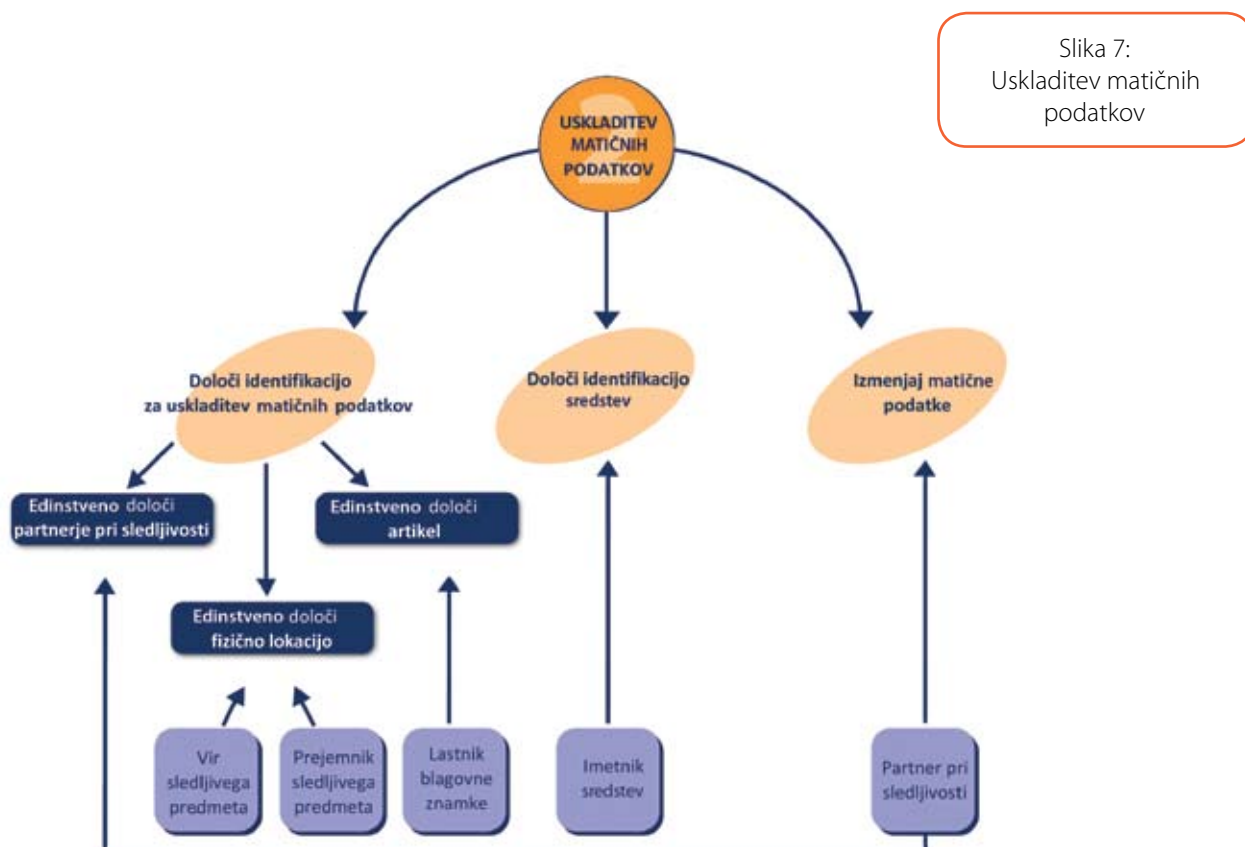 Slika 7:
Uskladitev matičnih
podatkov
2
USKLADITEV
MATIČNIH
PODATKOV
Določi identifikacijo
za uskladitev matičnih podatkov
Določi identifikacijo
sredstev
Izmenjaj matične
podatke
Edinstveno določi
partnerje pri sledljivosti
Edinstveno določi
artikel
Edinstveno določi
fizično lokacijo
Vir
sledljivega
predmeta
Prejemnik
sledljivega
predmeta
Lastnik
blagovne
znamke
Imetnik
sredstev
Partner pri
sledljivosti